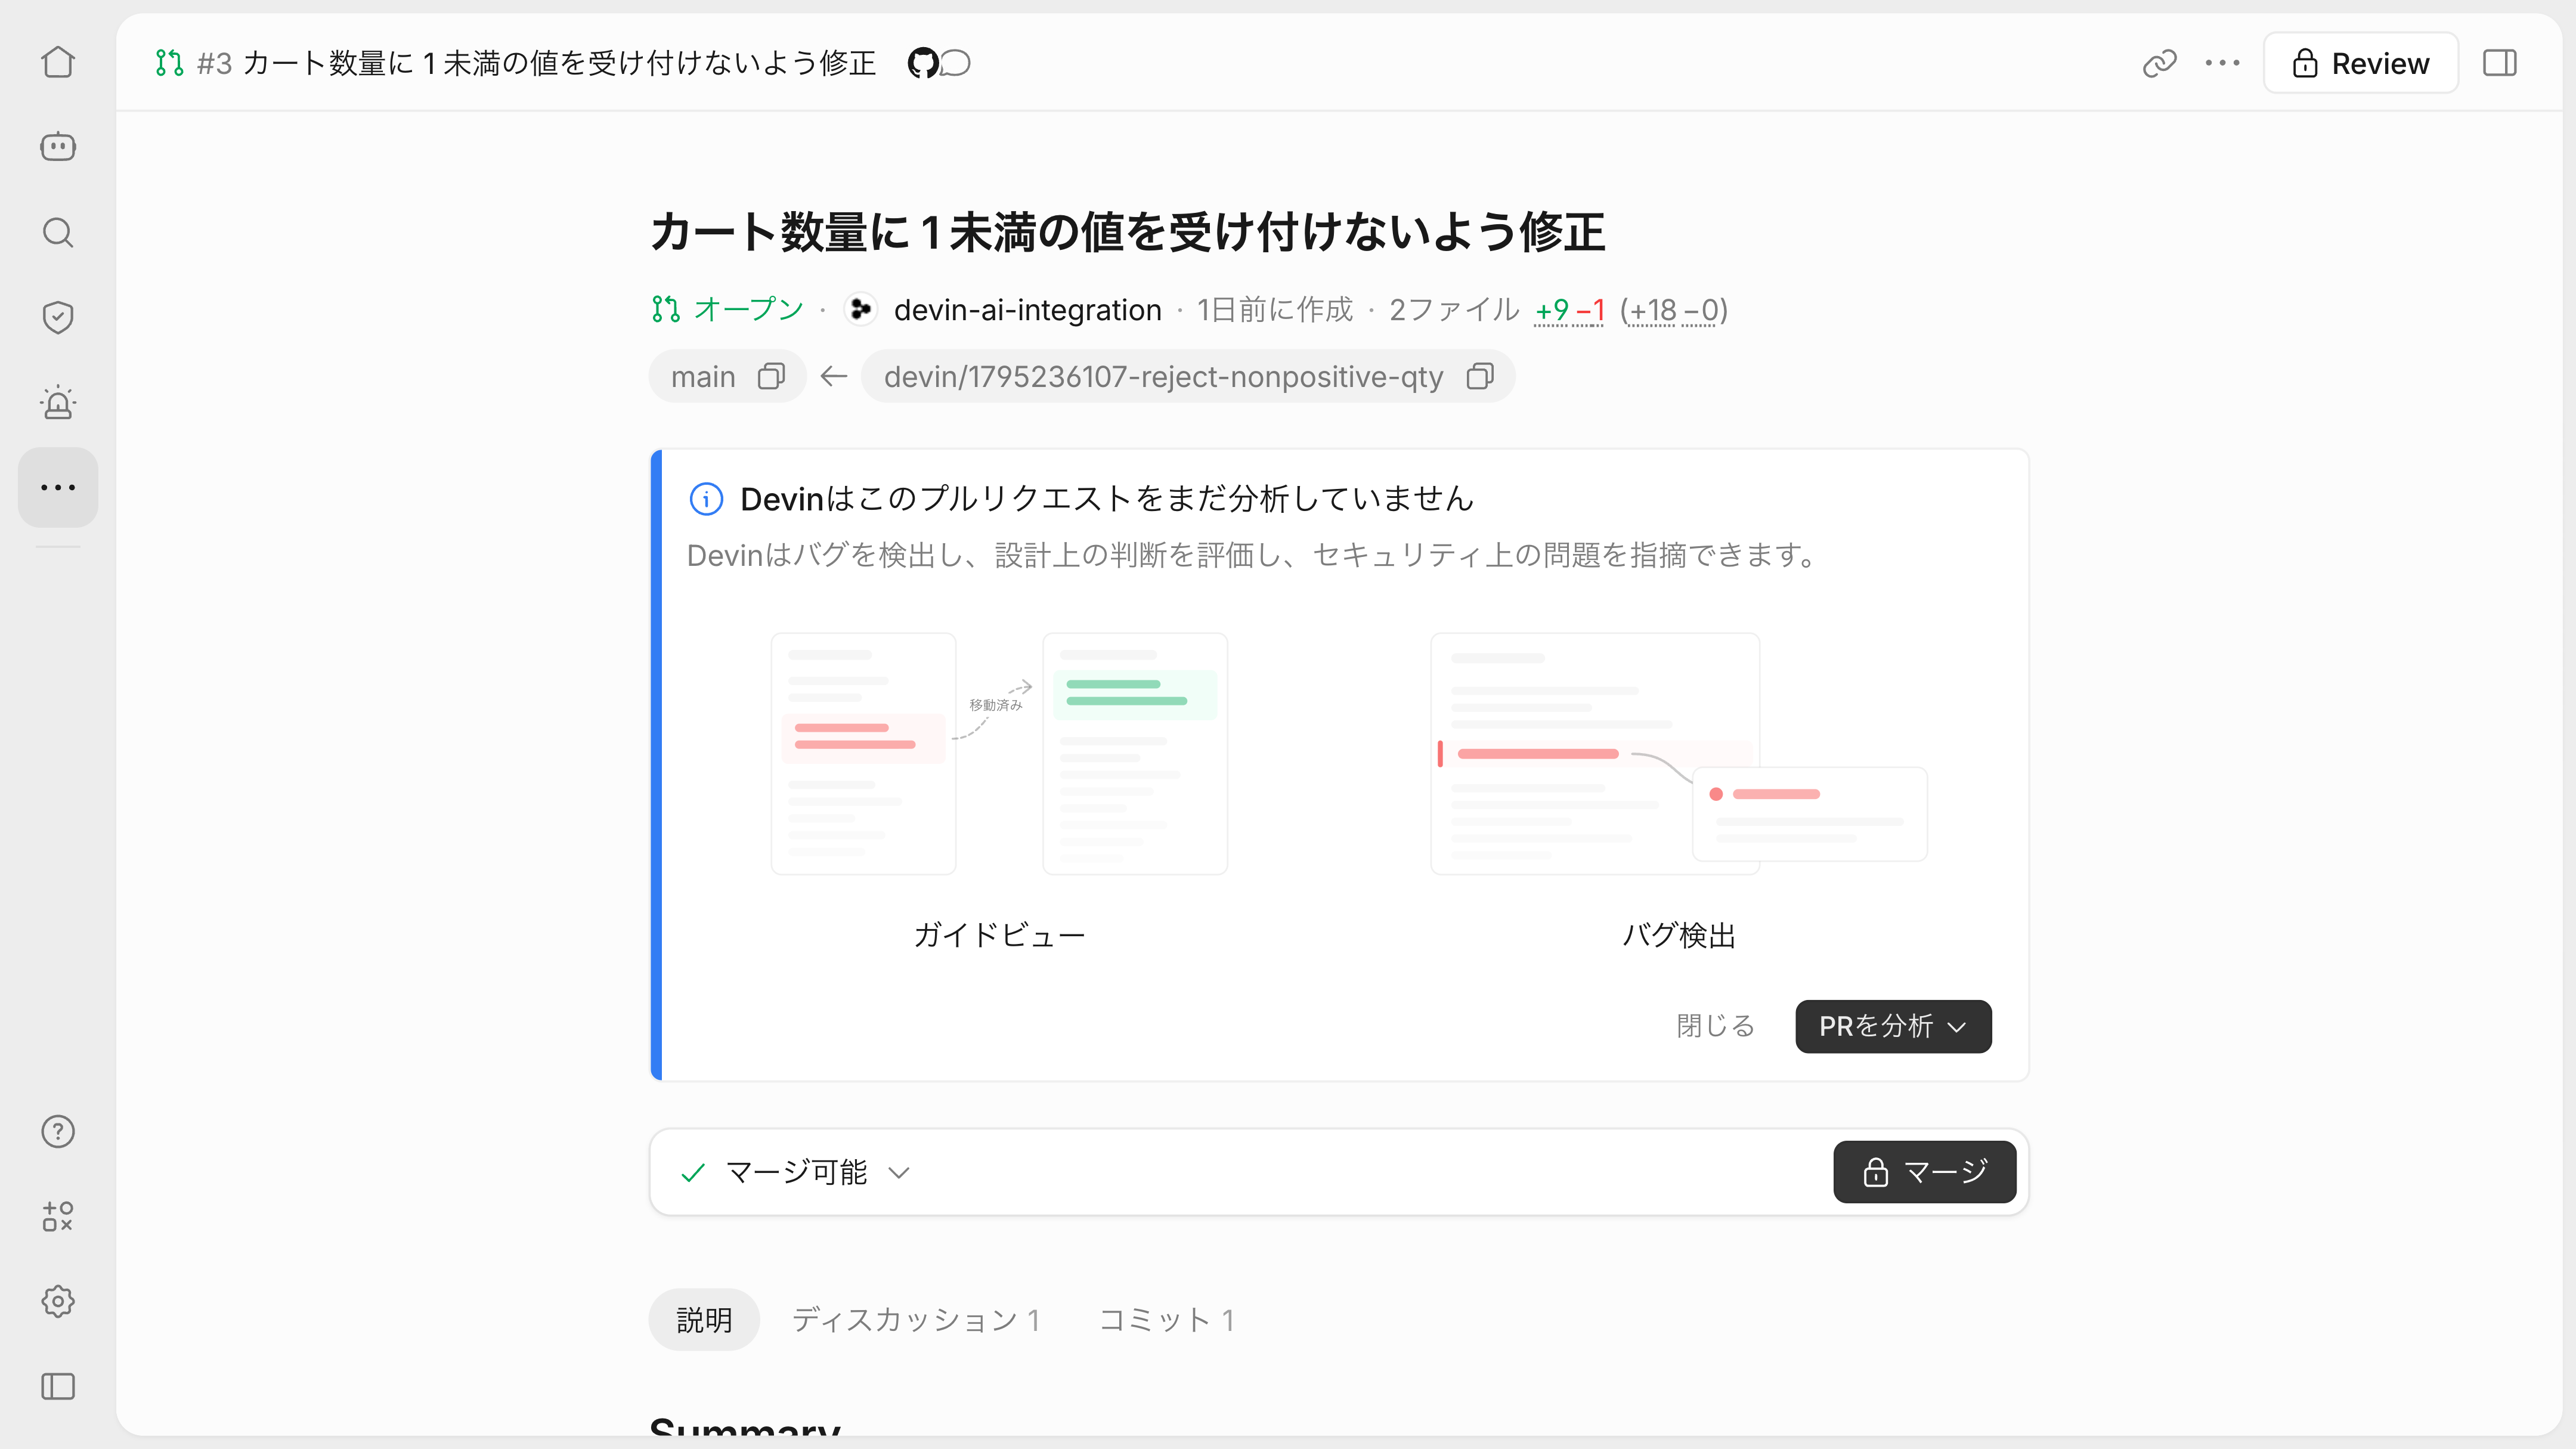 #3 カート数量に 1 未満の値を受け付けないよう修正
Review
カート数量に 1 未満の値を受け付けないよう修正
オープン · devin-ai-integration · 1日前に作成 · 2ファイル +9 −1 (+18 −0)
main ← devin/1795236107-reject-nonpositive-qty
Devinはこのプルリクエストをまだ分析していません
Devinはバグを検出し、設計上の判断を評価し、セキュリティ上の問題を指摘できます。
移動済み
ガイドビュー
バグ検出
閉じる
PRを分析
マージ可能
マージ
説明
ディスカッション 1
コミット 1
Summary